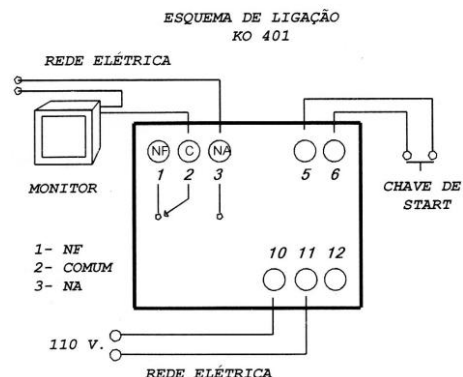 ESQUEMA DE LIGAÇÃO
KO 401
REDE ELÉTRICA
NF C NA
1 2 3 5 6
MONITOR
CHAVE DE
START
1- NF
2- COMUM
3- NA
10 11 12
110 V.
REDE ELÉTRICA